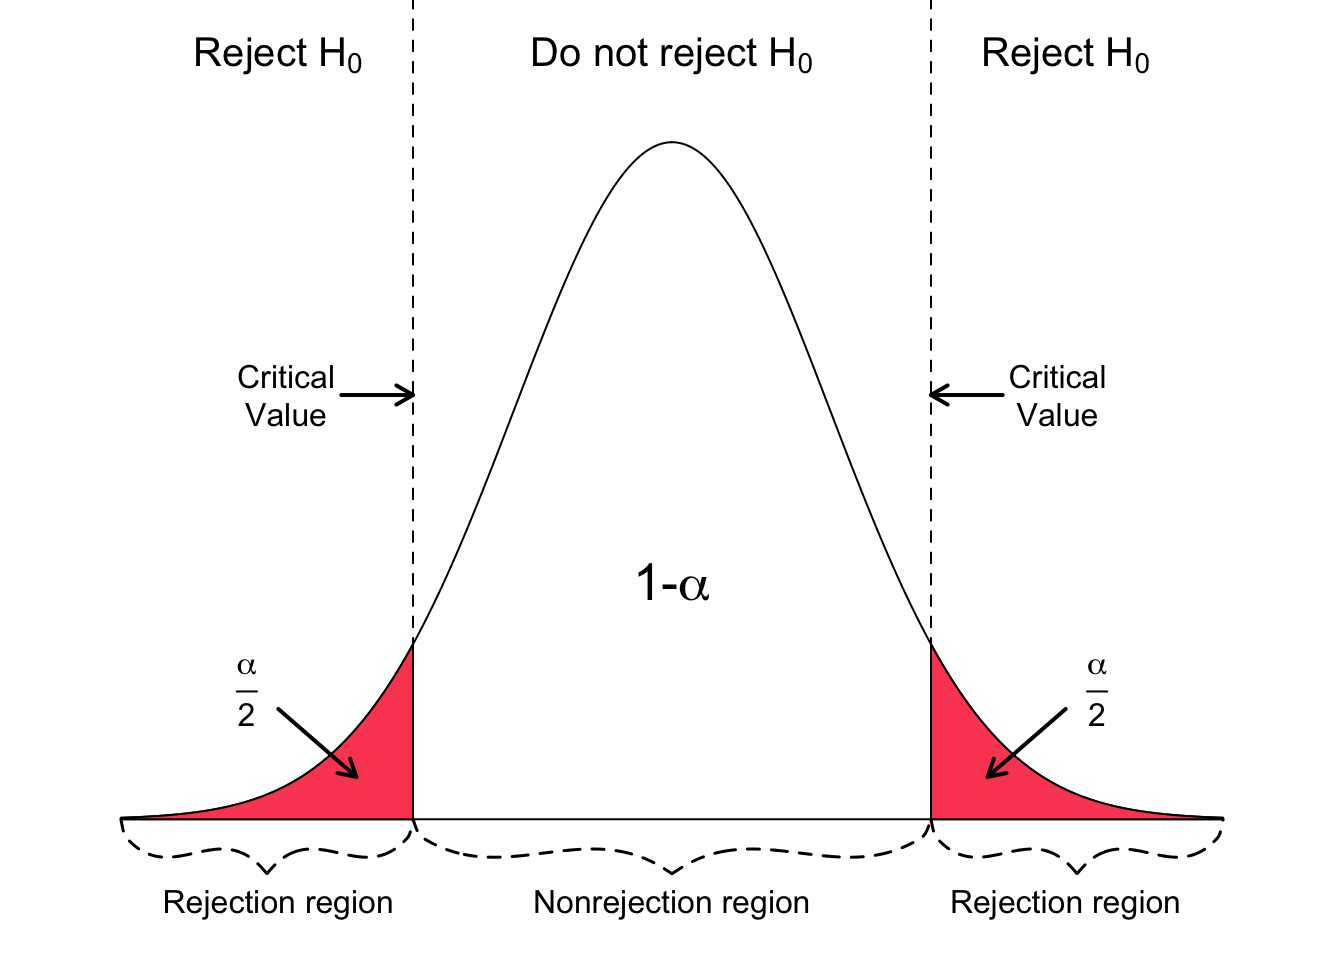 Reject H₀ Do not reject H₀ Reject H₀
Critical
Value
Critical
Value
1-α
α
2
α
2
Rejection region Nonrejection region Rejection region